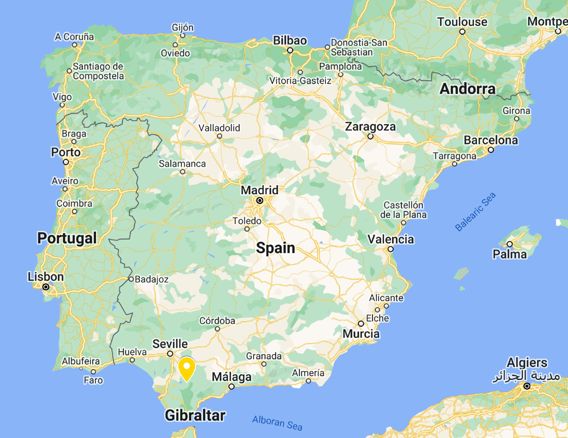 A Coruña
Gijón
Oviedo
Bilbao
Donostia-San
Sebastian
Toulouse
Montpe
Santiago de
Compostela
Vitoria-Gasteiz
Pamplona
Andorra
Vigo
Girona
Braga
Valladolid
Zaragoza
Barcelona
Porto
Tarragona
Salamanca
Aveiro
Madrid
Coimbra
Toledo
Castellón
de la Plana
Balearic Sea
Portugal
Spain
Valencia
Palma
Lisbon
Badajoz
Alicante
Elche
Córdoba
Murcia
Seville
Huelva
Albufeira
Granada
Faro
Málaga
Almería
Algiers
مدينة الجزائر
Gibraltar
Alboran Sea